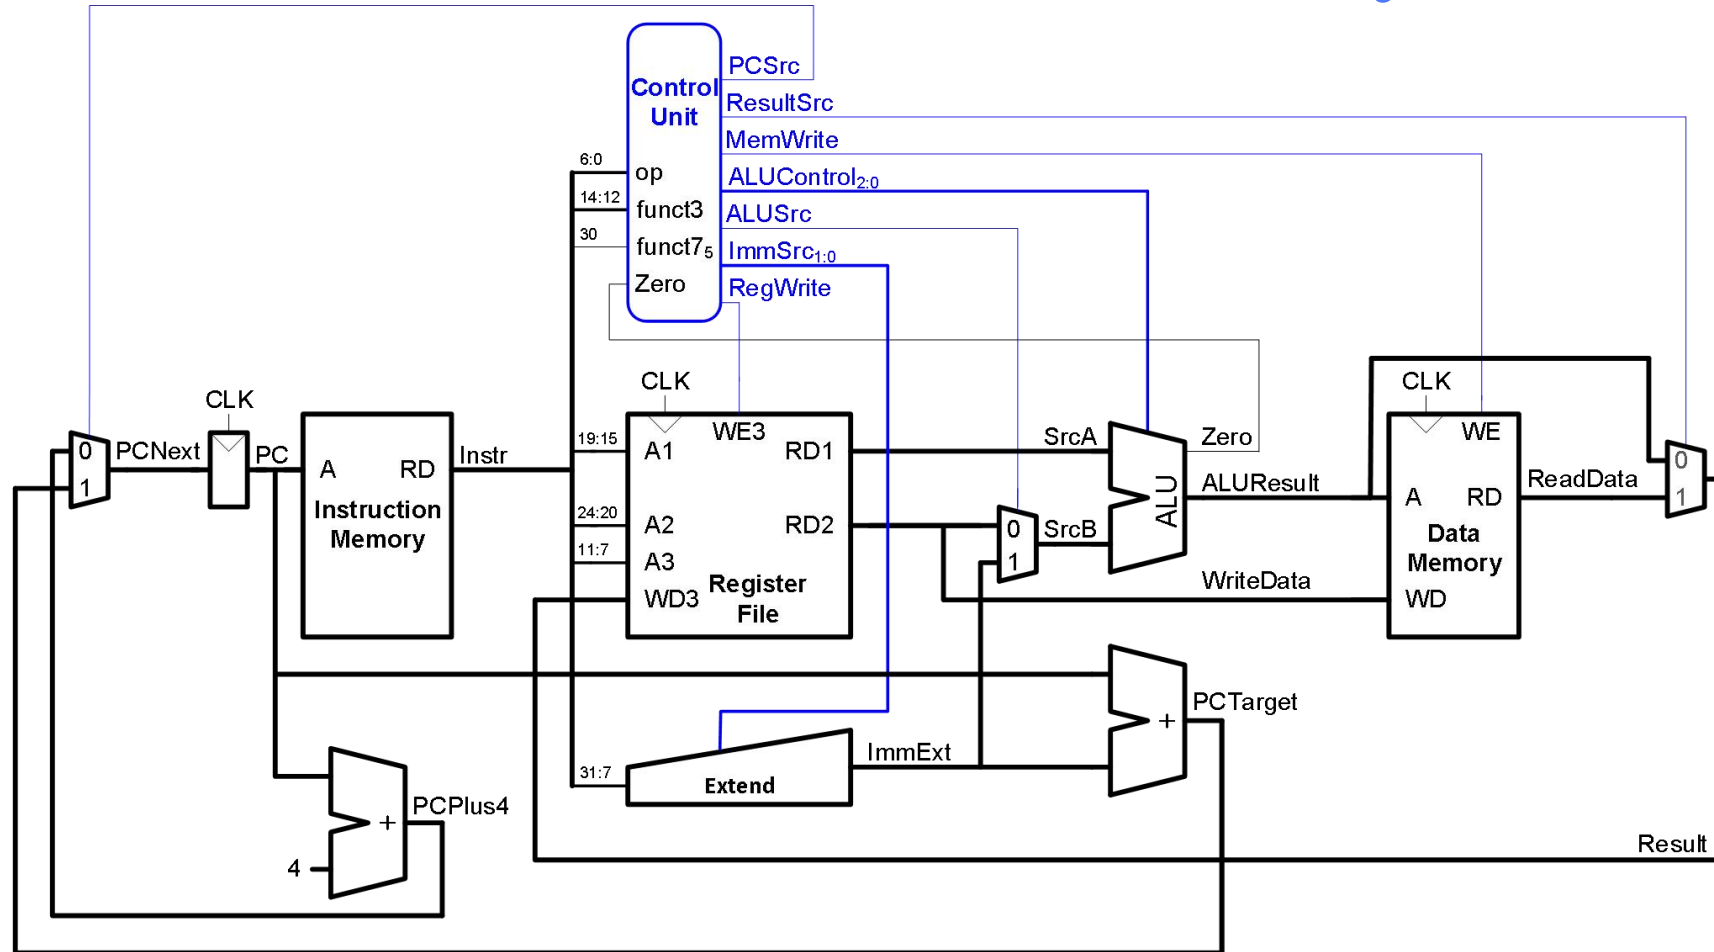 PCSrc
Control
Unit
ResultSrc
MemWrite
6:0
op
ALUControl2:0
14:12
funct3
ALUSrc
30
funct75
ImmSrc1:0
Zero
RegWrite
CLK
CLK
CLK
0
PCNext
PC
A
RD
Instr
19:15
A1
WE3
RD1
SrcA
Zero
WE
0
1
Instruction
Memory
24:20
A2
RD2
0
SrcB
ALU
ALUResult
A
RD
ReadData
1
11:7
A3
1
Data
Memory
WD3
Register
File
WriteData
WD
PCTarget
+
ImmExt
31:7
Extend
PCPlus4
+
4
Result